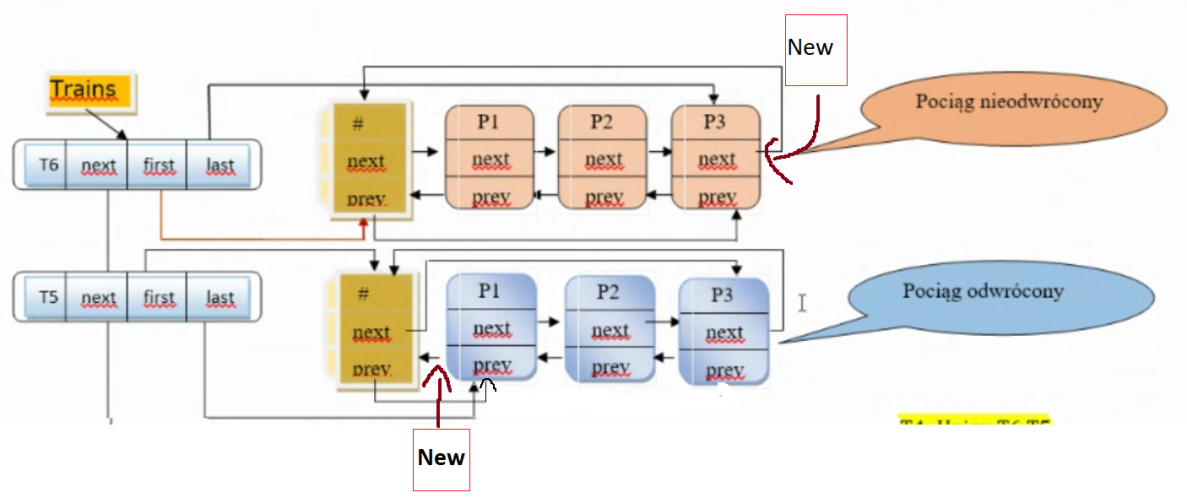 New
Trains
Pociąg nieodwrócony
# P1 P2 P3
T6 next first last
next next next next
prev prev prev prev
Pociąg odwrócony
# P1 P2 P3
T5 next first last
next next next next
prev prev prev prev
New